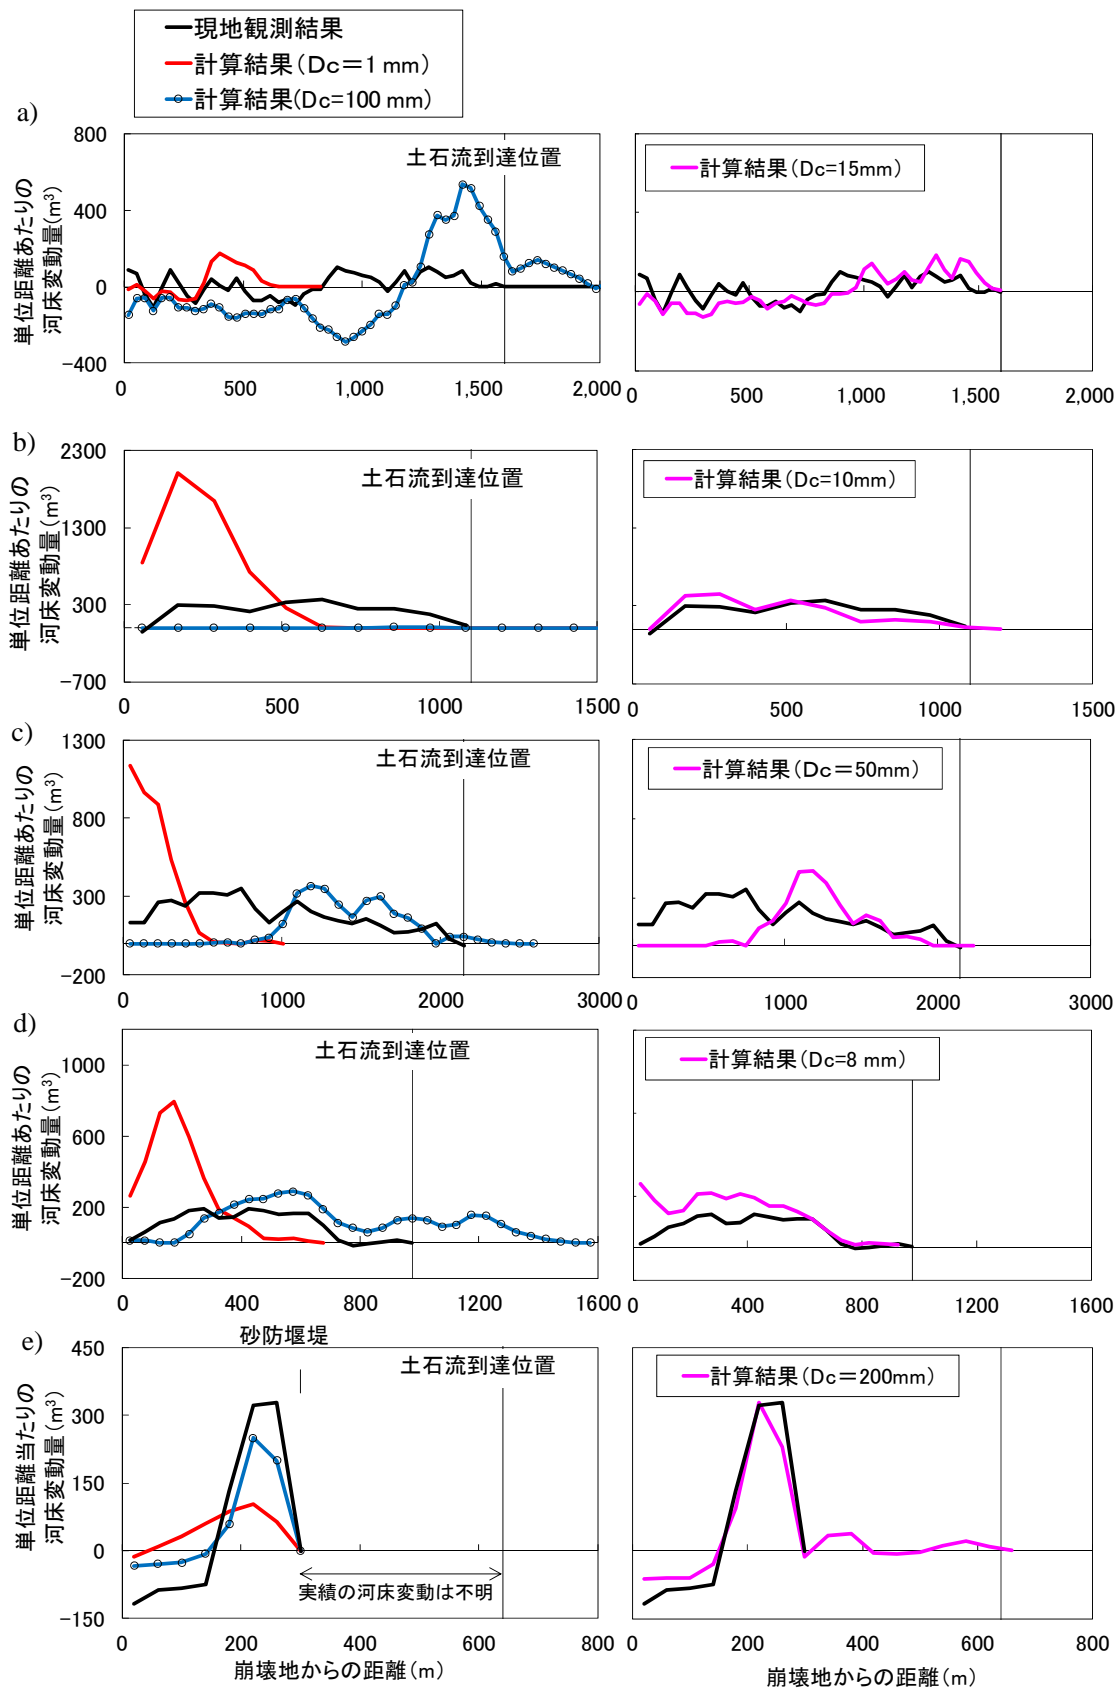 現地観測結果
計算結果(Dc=1 mm)
計算結果(Dc=100 mm)
a)
単位距離あたりの
河床変動量(m³)
800
400
0
-400
土石流到達位置
0 500 1,000 1,500 2,000
計算結果(Dc=15mm)
0 500 1,000 1,500 2,000
b)
単位距離あたりの
河床変動量(m³)
2300
1300
300
-700
土石流到達位置
0 500 1000 1500
計算結果(Dc=10mm)
0 500 1000 1500
c)
単位距離あたりの
河床変動量(m³)
1300
800
300
-200
土石流到達位置
0 1000 2000 3000
計算結果(Dc=50mm)
0 1000 2000 3000
d)
単位距離あたりの
河床変動量(m³)
1000
600
200
-200
土石流到達位置
0 400 800 1200 1600
計算結果(Dc=8 mm)
0 400 800 1200 1600
e)
単位距離当たりの
河床変動量(m³)
450
300
150
0
-150
砂防堰堤
土石流到達位置
実績の河床変動は不明
0 200 400 600 800
崩壊地からの距離(m)
計算結果(Dc=200mm)
0 200 400 600 800
崩壊地からの距離(m)